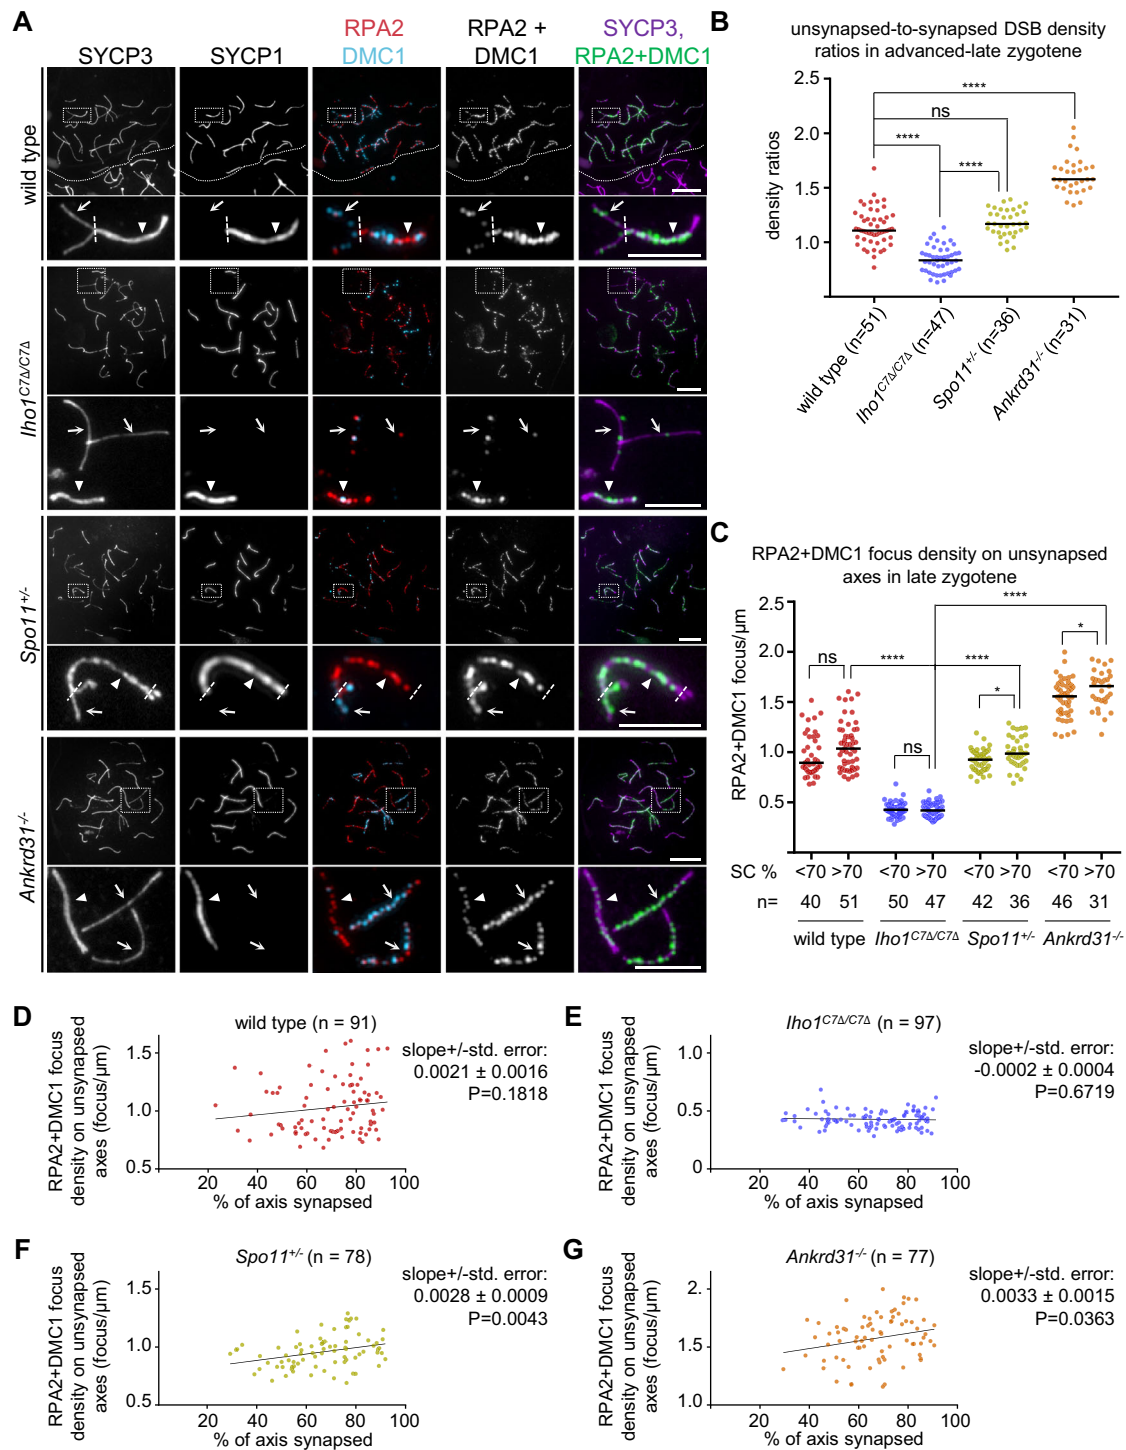 A
SYCP3
SYCP1
RPA2
DMC1
RPA2 +
DMC1
SYCP3,
RPA2+DMC1
wild type
Iho1C7Δ/C7Δ
Spo11+/-
Ankrd31-/-
B
unsynapsed-to-synapsed DSB density
ratios in advanced-late zygotene
density ratios
2.5
2.0
1.5
1.0
****
ns
****
****
wild type (n=51)
Iho1C7Δ/C7Δ (n=47)
Spo11+/- (n=36)
Ankrd31-/- (n=31)
C
RPA2+DMC1 focus density on unsynapsed
axes in late zygotene
RPA2+DMC1 focus/µm
2.5
2.0
1.5
1.0
0.5
****
*
ns
****
****
*
ns
SC % <70 >70 <70 >70 <70 >70 <70 >70
n= 40 51 50 47 42 36 46 31
wild type Iho1C7Δ/C7Δ Spo11+/- Ankrd31-/-
D
wild type (n = 91)
RPA2+DMC1 focus
density on unsynapsed
axes (focus/µm)
1.5
1.0
0.5
20 40 60 80 100
% of axis synapsed
slope+/-std. error:
0.0021 ± 0.0016
P=0.1818
E
Iho1C7Δ/C7Δ (n = 97)
RPA2+DMC1 focus
density on unsynapsed
axes (focus/µm)
1.0
0.5
0
20 40 60 80 100
% of axis synapsed
slope+/-std. error:
-0.0002 ± 0.0004
P=0.6719
F
Spo11+/- (n = 78)
RPA2+DMC1 focus
density on unsynapsed
axes (focus/µm)
1.5
1.0
0.5
20 40 60 80 100
% of axis synapsed
slope+/-std. error:
0.0028 ± 0.0009
P=0.0043
G
Ankrd31-/- (n = 77)
RPA2+DMC1 focus
density on unsynapsed
axes (focus/µm)
2.
1.5
1.0
20 40 60 80 100
% of axis synapsed
slope+/-std. error:
0.0033 ± 0.0015
P=0.0363